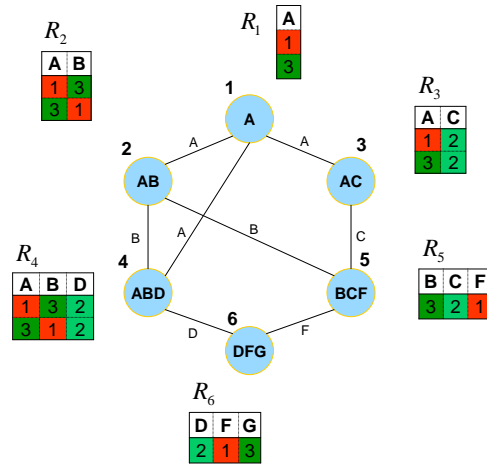 R1
A
1
3
R2
A B
1 3
3 1
R3
A C
1 2
3 2
1
A
A A
2
AB
3
AC
B A B C
R4
A B D
1 3 2
3 1 2
4
ABD
5
BCF
R5
B C F
3 2 1
D F
6
DFG
R6
D F G
2 1 3